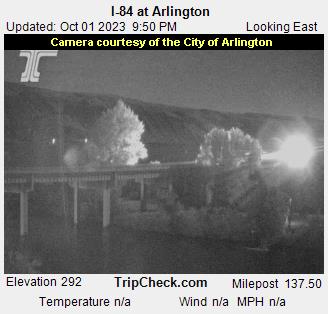 I-84 at Arlington
Updated: Oct 01 2023 9:50 PM Looking East
Camera courtesy of the City of Arlington
Elevation 292 TripCheck.com Milepost 137.50
Temperature n/a Wind n/a MPH n/a